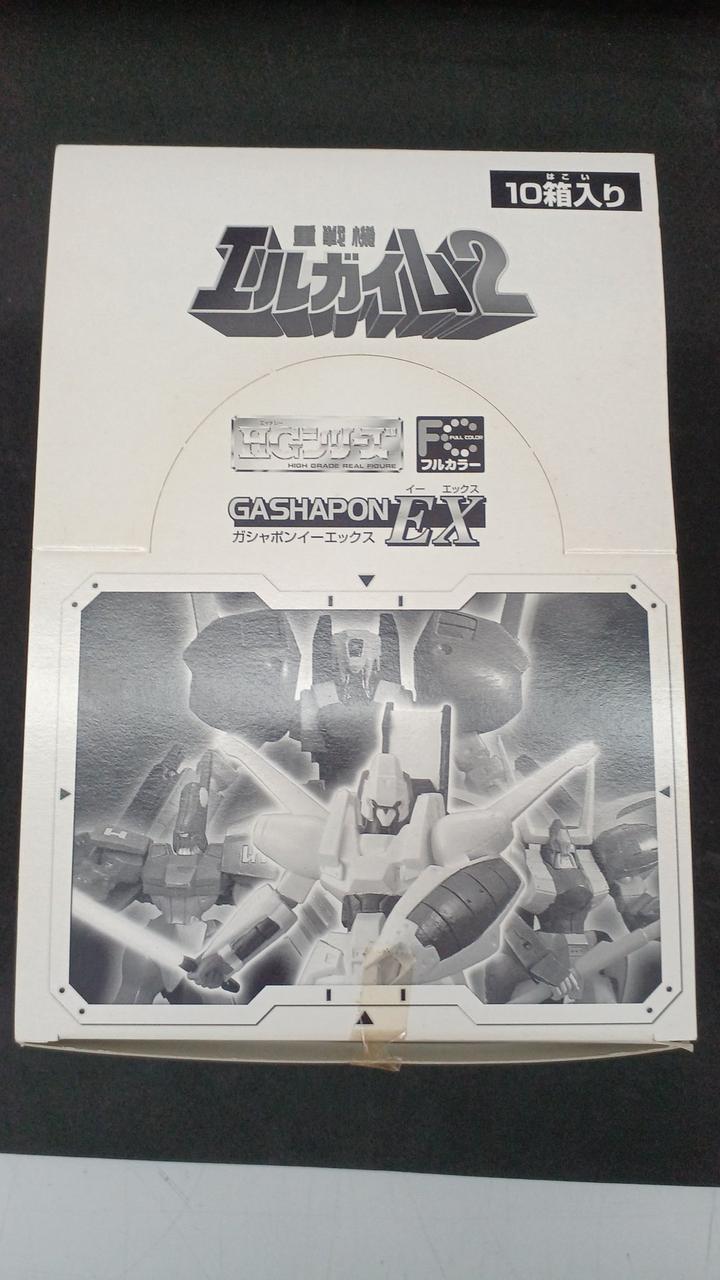 はこい
10箱入り
重戦機
エルガイム2
エッチジー
HGシリーズ
HIGH GRADE REAL FIGURE
FC
FULL COLOR
フルカラー
イー エックス
GASHAPON EX
ガシャポンイーエックス
H